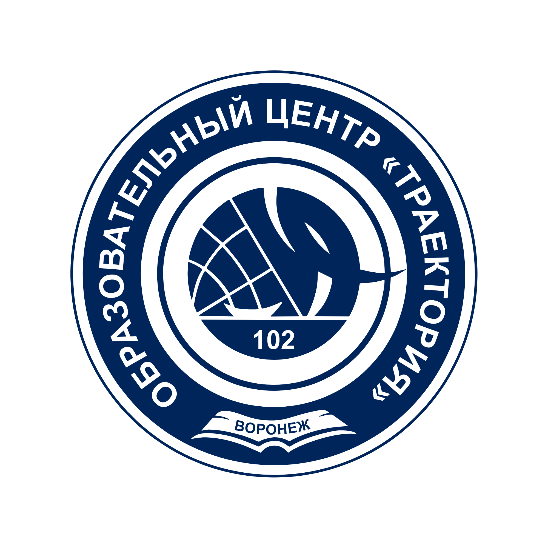 ОБРАЗОВАТЕЛЬНЫЙ ЦЕНТР «ТРАЕКТОРИЯ»
102
ВОРОНЕЖ